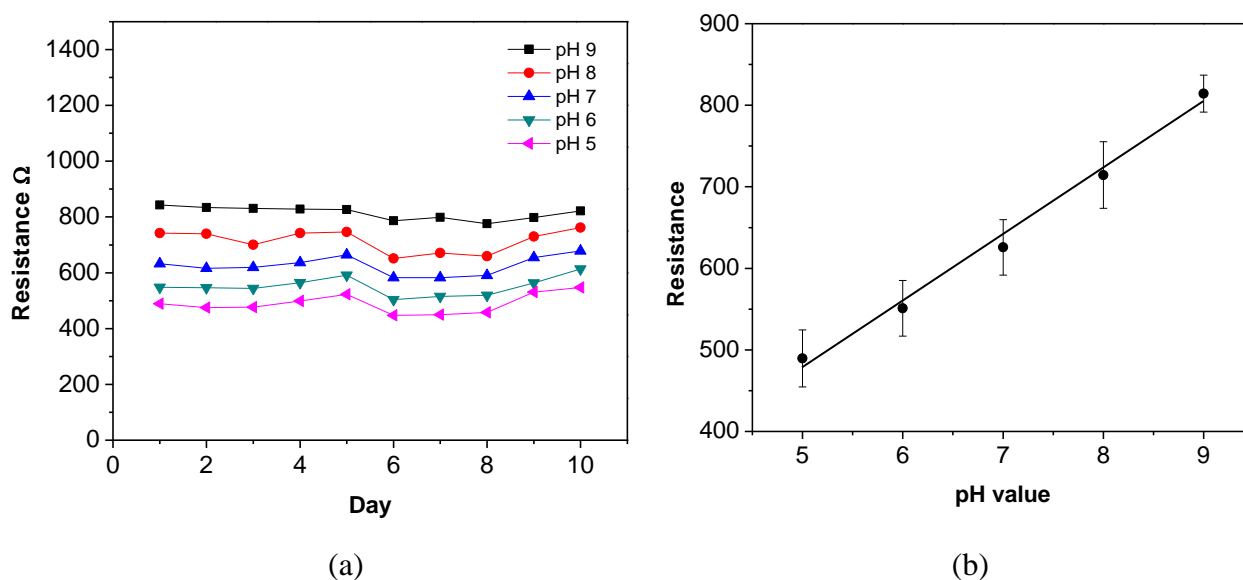 1400
1200
1000
800
600
400
200
0
Resistance Ω
0 2 4 6 8 10
Day
pH 9
pH 8
pH 7
pH 6
pH 5
(a)
900
800
700
600
500
400
Resistance
5 6 7 8 9
pH value
(b)